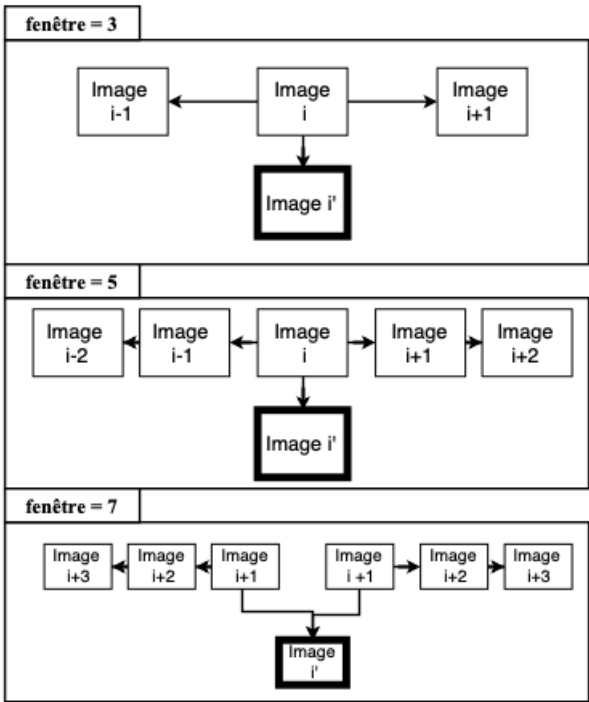 fenêtre = 3
Image
i-1
Image
i
Image
i+1
Image i'
fenêtre = 5
Image
i-2
Image
i-1
Image
i
Image
i+1
Image
i+2
Image i'
fenêtre = 7
Image
i+3
Image
i+2
Image
i+1
Image
i +1
Image
i+2
Image
i+3
Image
i'